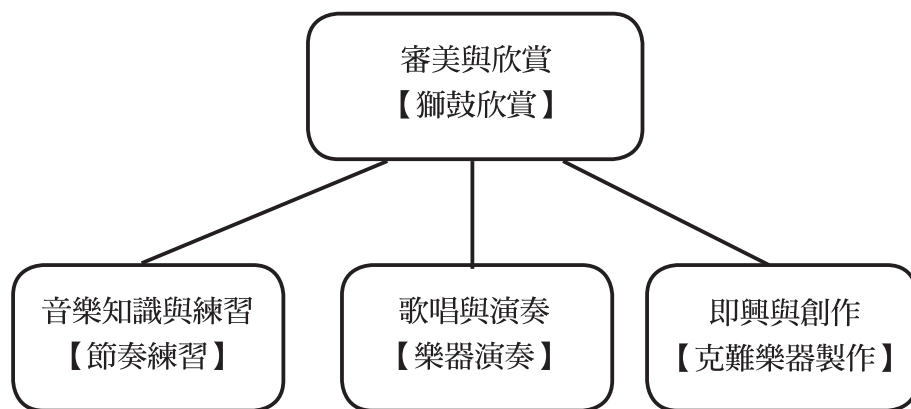 審美與欣賞
【獅鼓欣賞】
音樂知識與練習
【節奏練習】
歌唱與演奏
【樂器演奏】
即興與創作
【克難樂器製作】